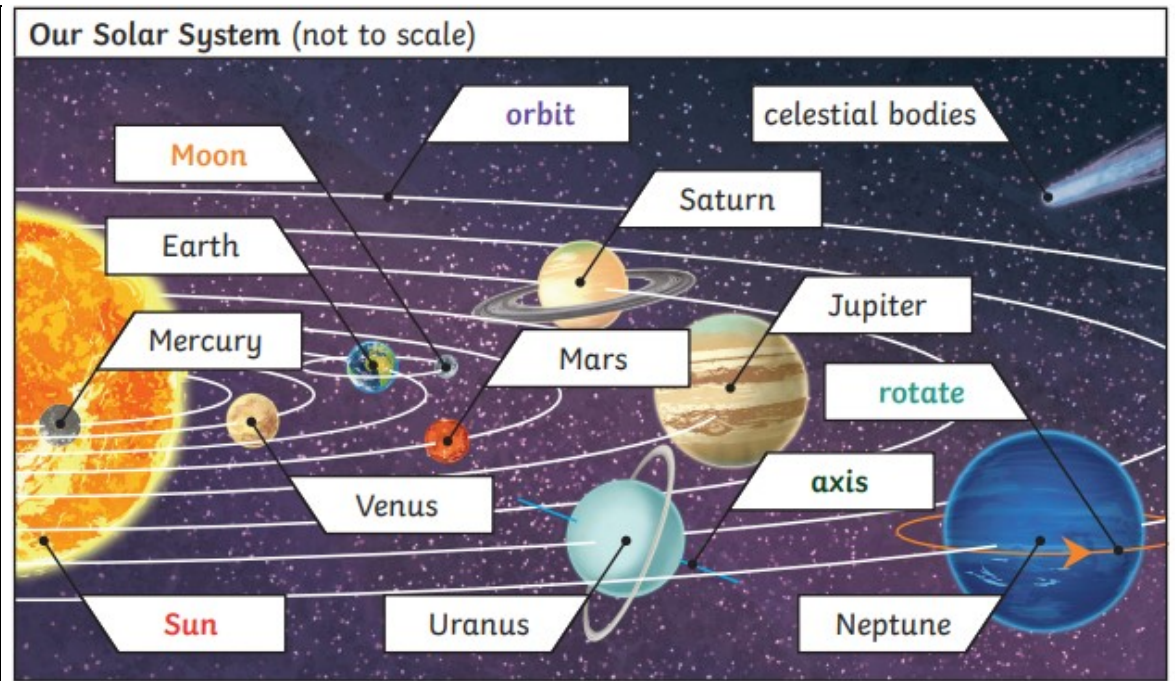 Our Solar System (not to scale)
orbit
celestial bodies
Moon
Saturn
Earth
Jupiter
Mercury
Mars
rotate
axis
Venus
Sun
Uranus
Neptune